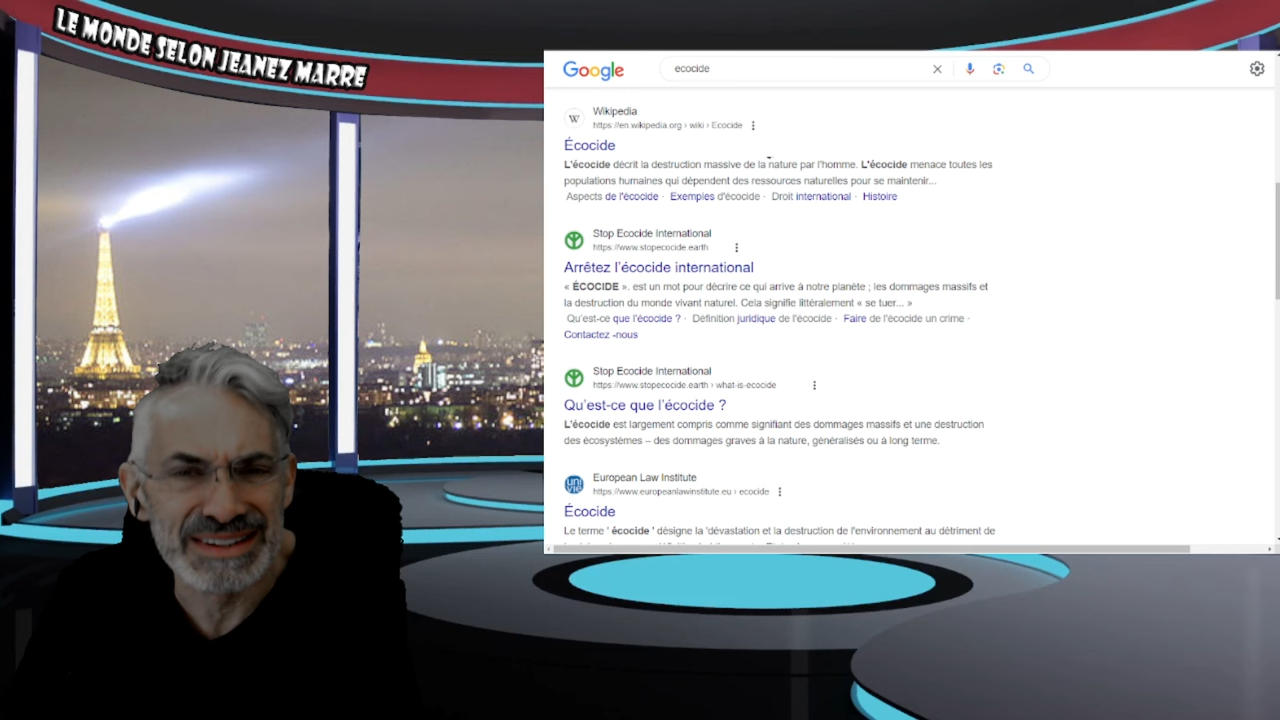 LE MONDE SELON JEANEZ MARRE
Google
ecocide
W
Wikipedia
https://en.wikipedia.org › wiki › Ecocide
Écocide
L'écocide décrit la destruction massive de la nature par l'homme. L'écocide menace toutes les
populations humaines qui dépendent des ressources naturelles pour se maintenir...
Aspects de l'écocide · Exemples d'écocide · Droit international · Histoire
Stop Ecocide International
https://www.stopecocide.earth
Arrêtez l'écocide international
« ÉCOCIDE ». est un mot pour décrire ce qui arrive à notre planète ; les dommages massifs et
la destruction du monde vivant naturel. Cela signifie littéralement « se tuer... »
Qu'est-ce que l'écocide ? · Définition juridique de l'écocide · Faire de l'écocide un crime ·
Contactez -nous
Stop Ecocide International
https://www.stopecocide.earth › what-is-ecocide
Qu'est-ce que l'écocide ?
L'écocide est largement compris comme signifiant des dommages massifs et une destruction
des écosystèmes – des dommages graves à la nature, généralisés ou à long terme.
uni
vie
European Law Institute
https://www.europeanlawinstitute.eu › ecocide
Écocide
Le terme ' écocide ' désigne la 'dévastation et la destruction de l'environnement au détriment de